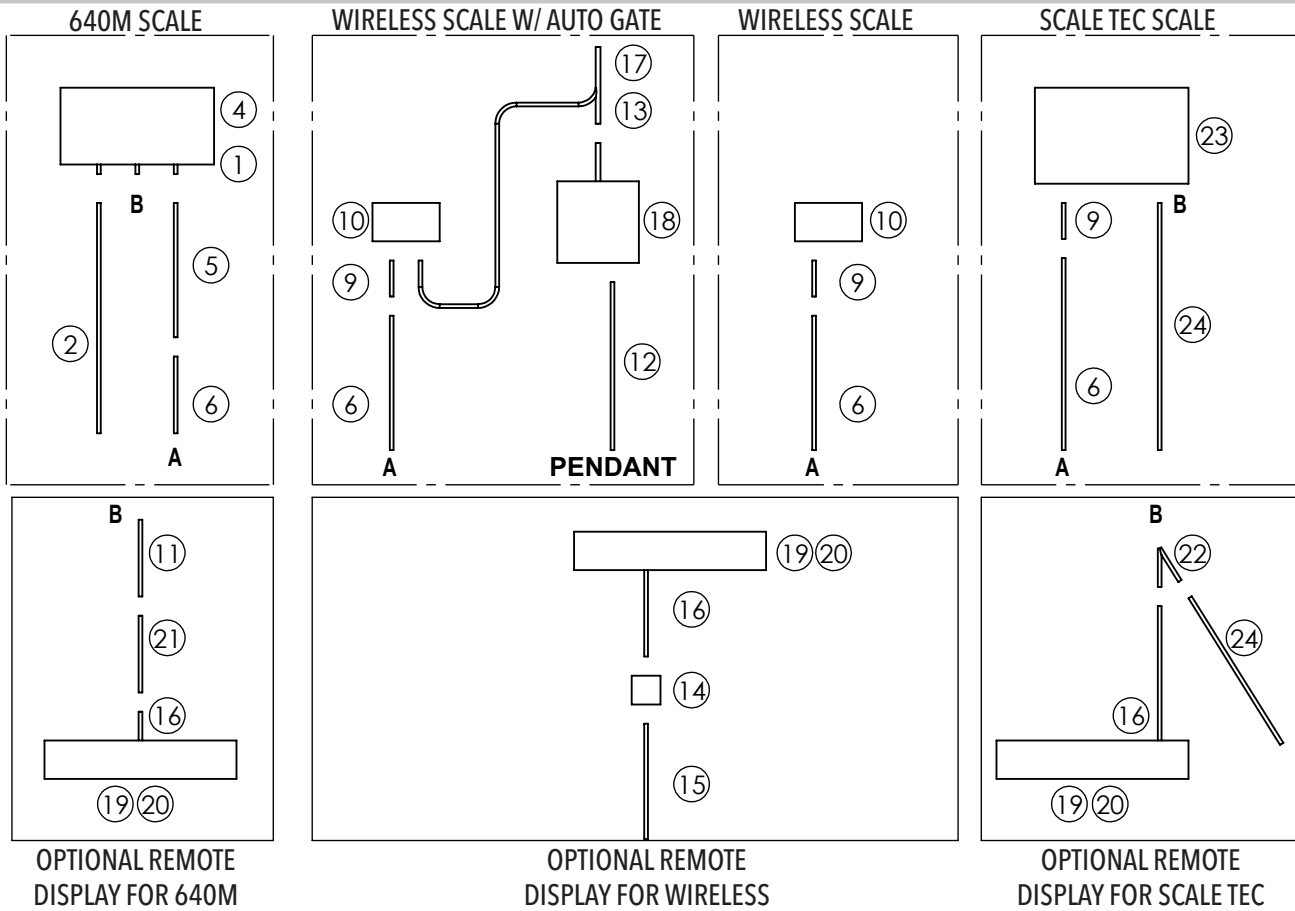 640M SCALE
4
1
B
5
2
6
A
WIRELESS SCALE W/ AUTO GATE
17
13
10
18
9
12
6
A
PENDANT
WIRELESS SCALE
10
9
6
A
SCALE TEC SCALE
23
9
B
24
6
A
B
11
21
16
19 20
OPTIONAL REMOTE
DISPLAY FOR 640M
19 20
16
14
15
OPTIONAL REMOTE
DISPLAY FOR WIRELESS
B
22
24
16
19 20
OPTIONAL REMOTE
DISPLAY FOR SCALE TEC